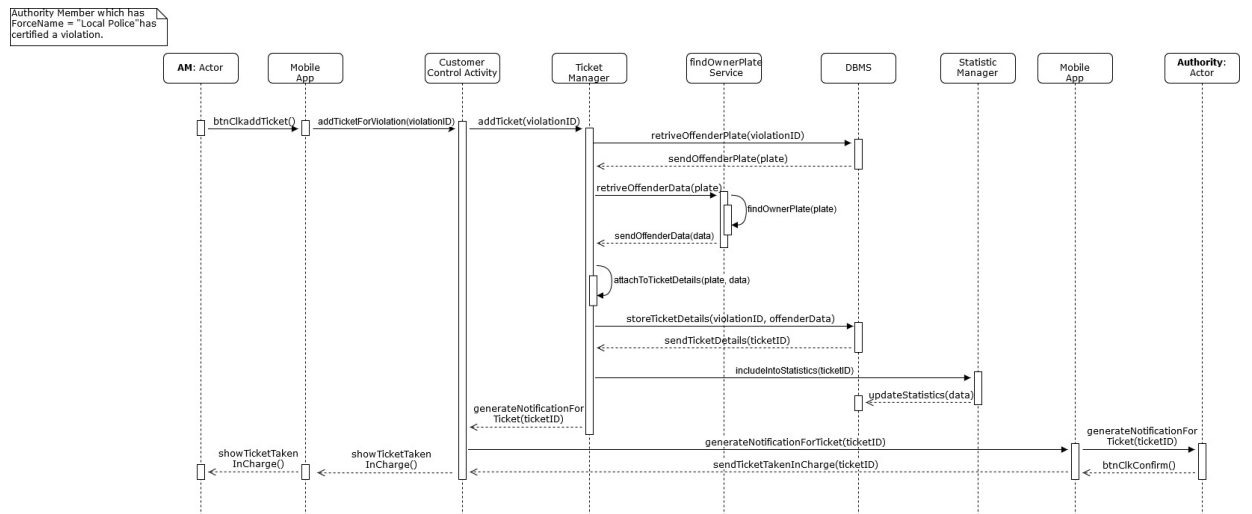 Authority Member which has
ForceName = "Local Police"has
certified a violation.
AM: Actor
Mobile
App
Customer
Control Activity
Ticket
Manager
findOwnerPlate
Service
DBMS
Statistic
Manager
Mobile
App
Authority:
Actor
btnClkaddTicket()
addTicketForViolation(violationID)
addTicket(violationID)
retriveOffenderPlate(violationID)
sendOffenderPlate(plate)
retriveOffenderData(plate)
findOwnerPlate(plate)
sendOffenderData(data)
attachToTicketDetails(plate, data)
storeTicketDetails(violationID, offenderData)
sendTicketDetails(ticketID)
includeIntoStatistics(ticketID)
updateStatistics(data)
generateNotificationFor
Ticket(ticketID)
generateNotificationForTicket(ticketID)
generateNotificationFor
Ticket(ticketID)
btnClkConfirm()
sendTicketTakenInCharge(ticketID)
showTicketTaken
InCharge()
showTicketTaken
InCharge()